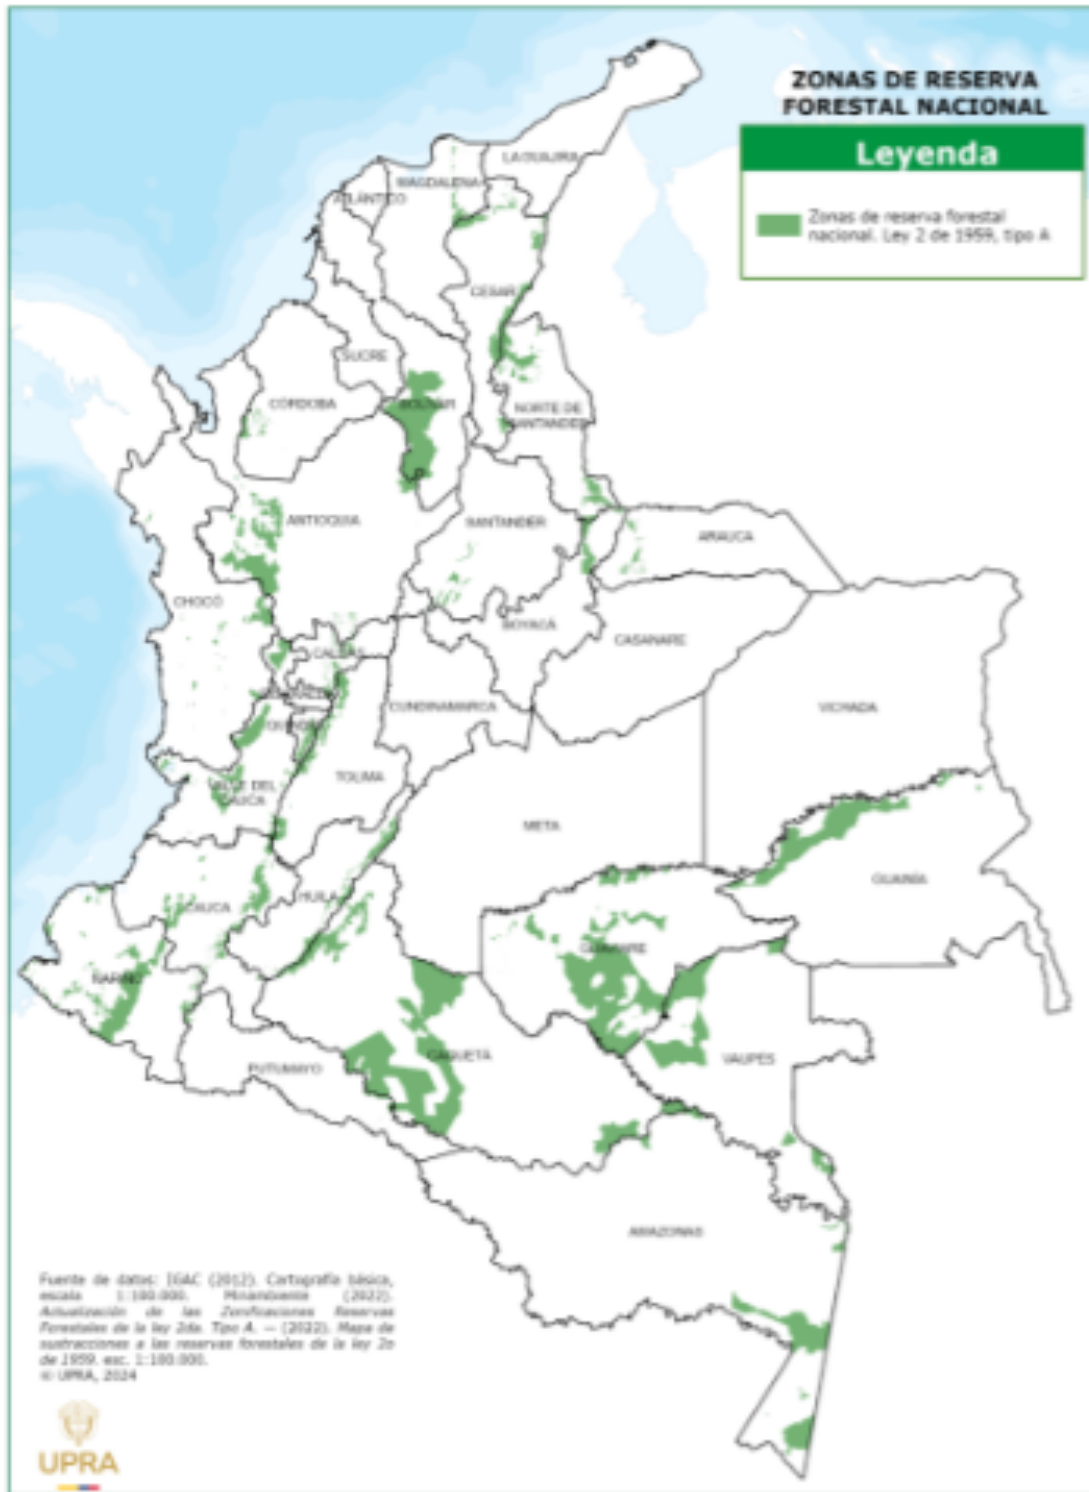 ZONAS DE RESERVA
FORESTAL NACIONAL
Leyenda
Zonas de reserva forestal
nacional. Ley 2 de 1959, tipo A
LA GUAJIRA
MAGDALENA
ATLÁNTICO
CESAR
SUCRE
CÓRDOBA
BOLÍVAR
NORTE DE
SANTANDER
ANTIOQUIA
SANTANDER
ARAUCA
CHOCÓ
BOYACÁ
CASANARE
CALDAS
CUNDINAMARCA
VICHADA
QUINDÍO
TOLIMA
VALLE DEL
CAUCA
META
GUAINÍA
HUILA
CAUCA
GUAVIARE
NARIÑO
CAQUETÁ
VAUPÉS
PUTUMAYO
AMAZONAS
Fuente de datos: IGAC (2012). Cartografía básica,
escala 1:100.000. Minambiente (2022).
Actualización de las Zonificaciones Reservas
Forestales de la ley 2da. Tipo A. — (2022). Mapa de
sustracciones a las reservas forestales de la ley 2a
de 1959. esc. 1:100.000.
© UPRA, 2024
UPRA